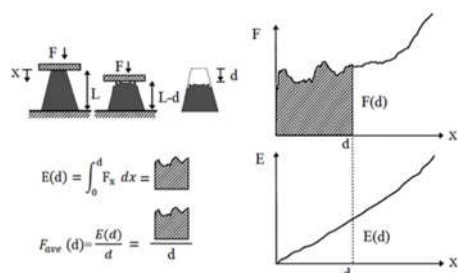 F
F
X
L
L-d
d
E(d) = ∫₀ᵈ Fₓ dx =
F_ave (d)= E(d)/d = /d
F
F(d)
d
X
E
E(d)
d
X